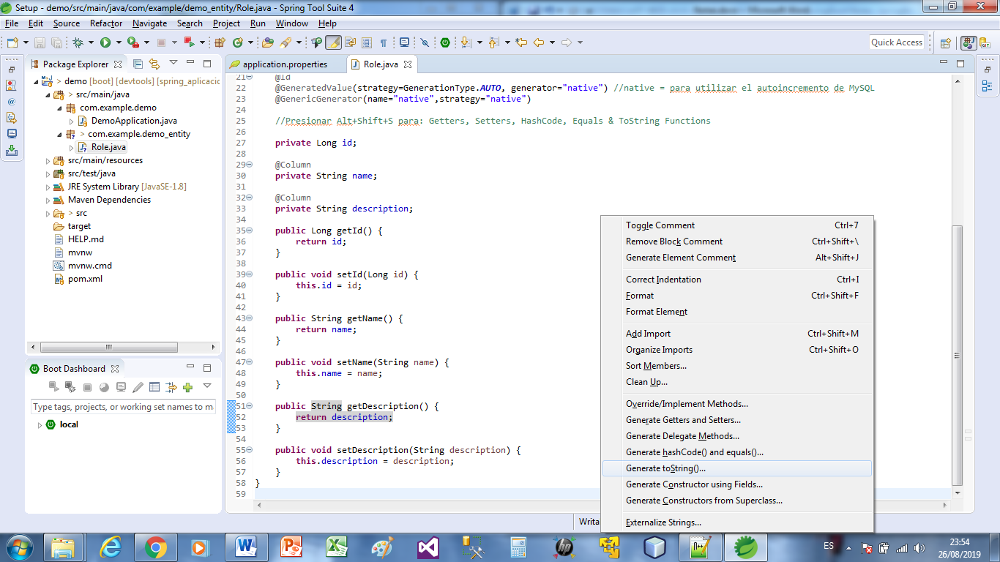 Setup - demo/src/main/java/com/example/demo_entity/Role.java - Spring Tool Suite 4
File Edit Source Refactor Navigate Search Project Run Window Help
Quick Access
Package Explorer
> demo [boot] [devtools] [spring_aplicacic
> src/main/java
com.example.demo
DemoApplication.java
> com.example.demo_entity
Role.java
src/main/resources
src/test/java
JRE System Library [JavaSE-1.8]
Maven Dependencies
> src
target
HELP.md
mvnw
mvnw.cmd
pom.xml
Boot Dashboard
Type tags, projects, or working set names to m
local
application.properties Role.java
21 @Id
22 @GeneratedValue(strategy=GenerationType.AUTO, generator="native") //native = para utilizar el autoincremento de MySQL
23 @GenericGenerator(name="native",strategy="native")
24
25 //Presionar Alt+Shift+S para: Getters, Setters, HashCode, Equals & ToString Functions
26
27 private Long id;
28
29 @Column
30 private String name;
31
32 @Column
33 private String description;
34
35 public Long getId() {
36 return id;
37 }
38
39 public void setId(Long id) {
40 this.id = id;
41 }
42
43 public String getName() {
44 return name;
45 }
46
47 public void setName(String name) {
48 this.name = name;
49 }
50
51 public String getDescription() {
52 return description;
53 }
54
55 public void setDescription(String description) {
56 this.description = description;
57 }
58 }
59
Toggle Comment Ctrl+7
Remove Block Comment Ctrl+Shift+\
Generate Element Comment Alt+Shift+J
Correct Indentation Ctrl+I
Format Ctrl+Shift+F
Format Element
Add Import Ctrl+Shift+M
Organize Imports Ctrl+Shift+O
Sort Members...
Clean Up...
Override/Implement Methods...
Generate Getters and Setters...
Generate Delegate Methods...
Generate hashCode() and equals()...
Generate toString()...
Generate Constructor using Fields...
Generate Constructors from Superclass...
Externalize Strings...
Writa
ES
23:54
26/08/2019